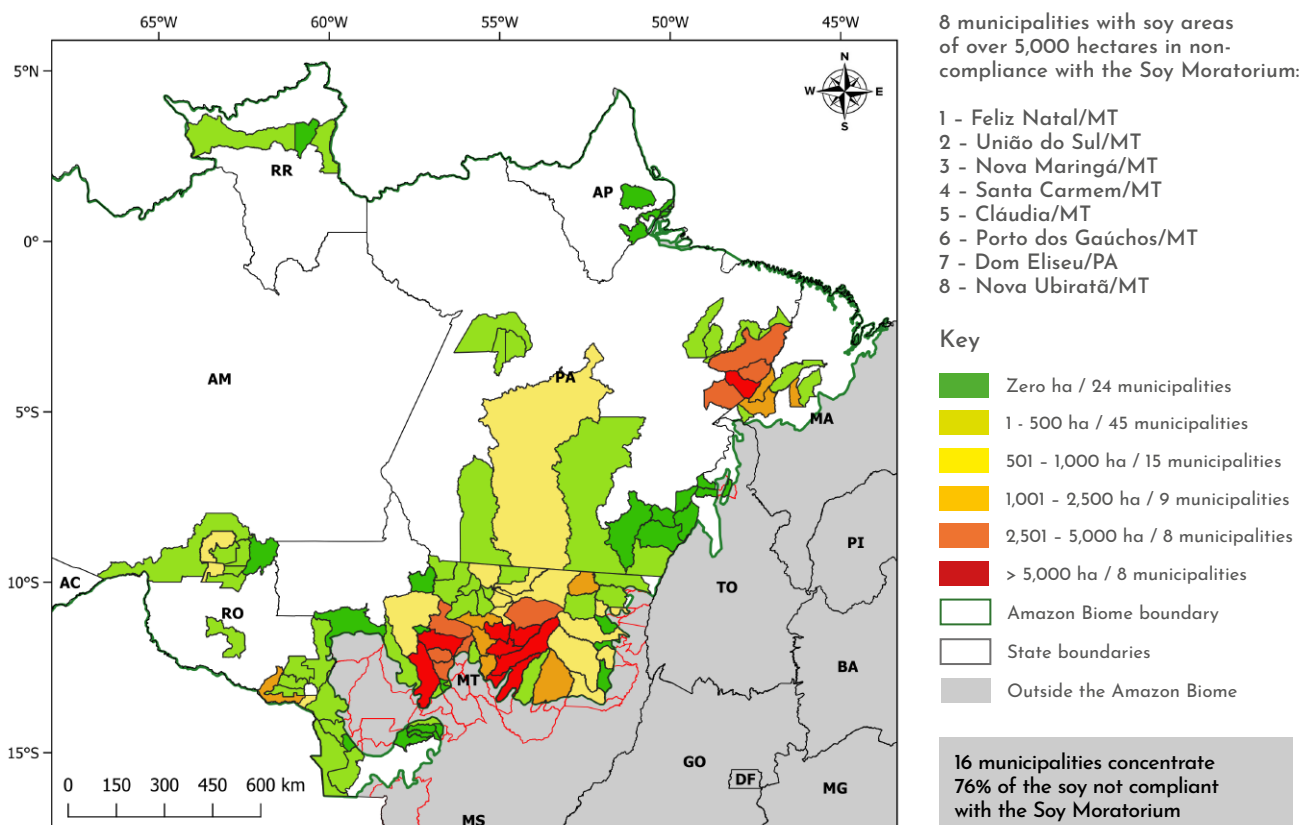 65°W 60°W 55°W 50°W 45°W
5°N
0°
5°S
10°S
15°S
N
W E
S
RR
AP
AM
PA
MA
AC
RO
TO
PI
MT
BA
GO
DF
MG
MS
0 150 300 450 600 km
8 municipalities with soy areas
of over 5,000 hectares in non-
compliance with the Soy Moratorium:
1 - Feliz Natal/MT
2 - União do Sul/MT
3 - Nova Maringá/MT
4 - Santa Carmem/MT
5 - Cláudia/MT
6 - Porto dos Gaúchos/MT
7 - Dom Eliseu/PA
8 - Nova Ubiratã/MT
Key
Zero ha / 24 municipalities
1 - 500 ha / 45 municipalities
501 - 1,000 ha / 15 municipalities
1,001 - 2,500 ha / 9 municipalities
2,501 - 5,000 ha / 8 municipalities
> 5,000 ha / 8 municipalities
Amazon Biome boundary
State boundaries
Outside the Amazon Biome
16 municipalities concentrate
76% of the soy not compliant
with the Soy Moratorium